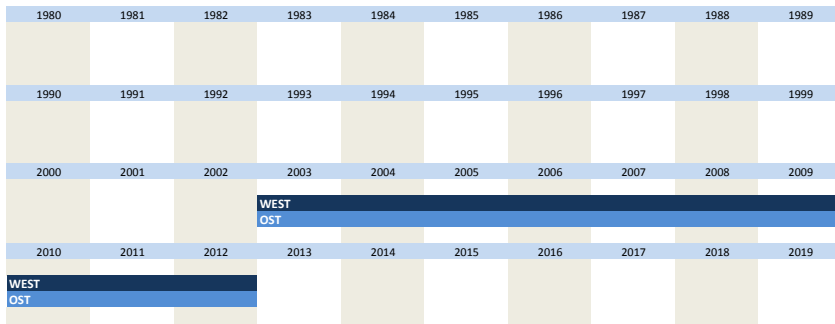 1980 1981 1982 1983 1984 1985 1986 1987 1988 1989
1990 1991 1992 1993 1994 1995 1996 1997 1998 1999
2000 2001 2002 2003 2004 2005 2006 2007 2008 2009
WEST
OST
2010 2011 2012 2013 2014 2015 2016 2017 2018 2019
WEST
OST